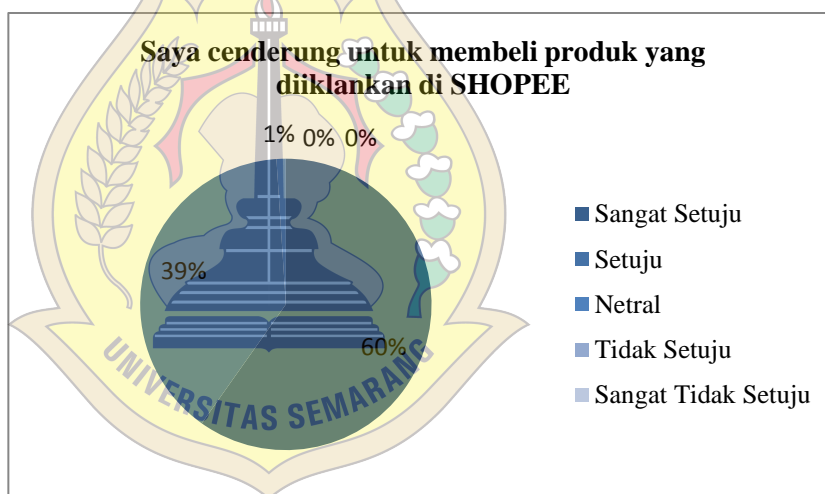 Saya cenderung untuk membeli produk yang
diiklankan di SHOPEE
1% 0% 0%
39%
60%
Sangat Setuju
Setuju
Netral
Tidak Setuju
Sangat Tidak Setuju
UNIVERSITAS SEMARANG